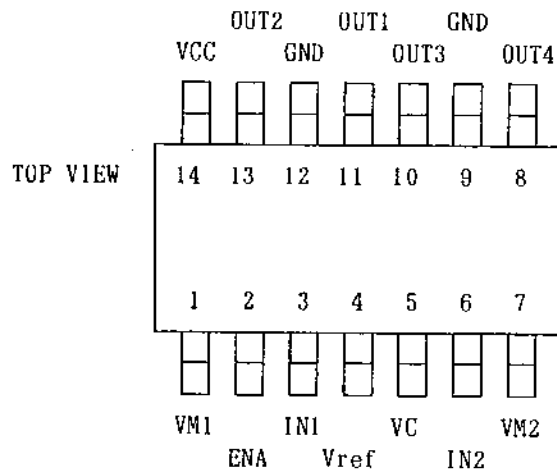 OUT2 OUT1 GND
VCC GND OUT3 OUT4
TOP VIEW 14 13 12 11 10 9 8
1 2 3 4 5 6 7
VM1 IN1 VC VM2
ENA Vref IN2